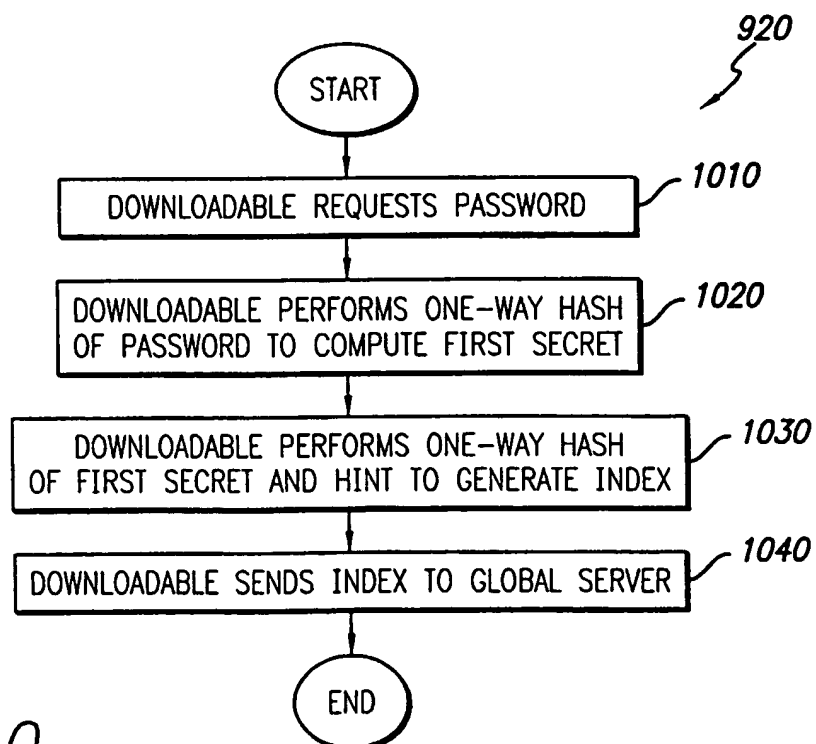 920
START
DOWNLOADABLE REQUESTS PASSWORD
1010
DOWNLOADABLE PERFORMS ONE-WAY HASH
OF PASSWORD TO COMPUTE FIRST SECRET
1020
DOWNLOADABLE PERFORMS ONE-WAY HASH
OF FIRST SECRET AND HINT TO GENERATE INDEX
1030
DOWNLOADABLE SENDS INDEX TO GLOBAL SERVER
1040
END